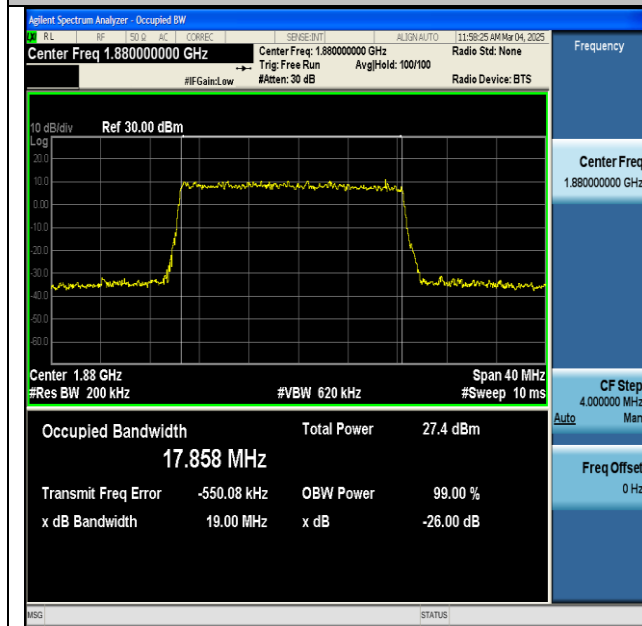 Agilent Spectrum Analyzer - Occupied BW
LXI RL RF 50 Ω AC CORREC SENSE:INT ALIGN AUTO 11:58:25 AM Mar 04, 2025
Center Freq 1.880000000 GHz Center Freq: 1.880000000 GHz Radio Std: None
Trig: Free Run Avg|Hold: 100/100
#IFGain:Low #Atten: 30 dB Radio Device: BTS
Frequency
10 dB/div Ref 30.00 dBm
Log
20.0
10.0
0.00
-10.0
-20.0
-30.0
-40.0
-50.0
-60.0
Center 1.88 GHz Span 40 MHz
#Res BW 200 kHz #VBW 620 kHz #Sweep 10 ms
Occupied Bandwidth Total Power 27.4 dBm
17.858 MHz
Transmit Freq Error -550.08 kHz OBW Power 99.00 %
x dB Bandwidth 19.00 MHz x dB -26.00 dB
Center Freq
1.880000000 GHz
CF Step
4.000000 MHz
Auto Man
Freq Offset
0 Hz
MSG STATUS